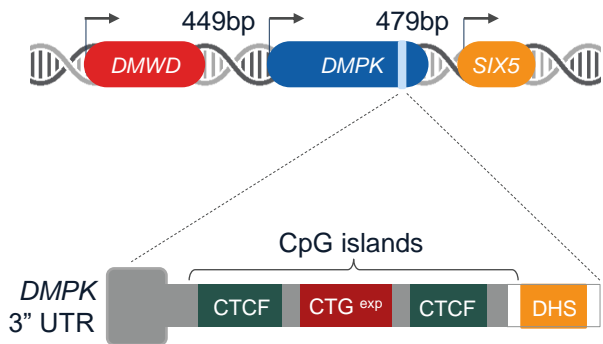 449bp 479bp
DMWD DMPK SIX5
CpG islands
DMPK
3” UTR
CTCF CTG exp CTCF DHS